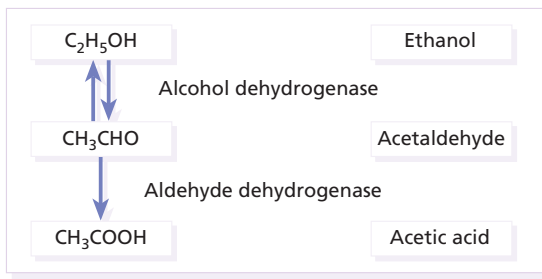 C₂H₅OH Ethanol
Alcohol dehydrogenase
CH₃CHO Acetaldehyde
Aldehyde dehydrogenase
CH₃COOH Acetic acid